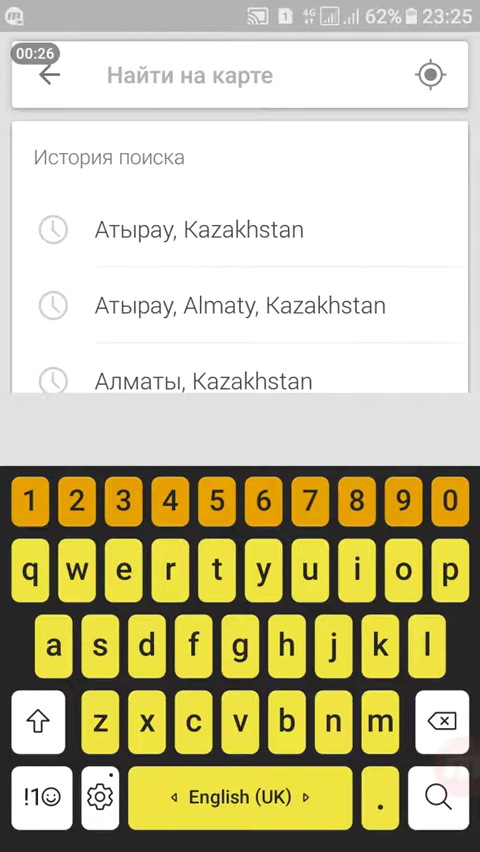 62% 23:25
00:26
Найти на карте
История поиска
Атырау, Kazakhstan
Атырау, Almaty, Kazakhstan
Алматы, Kazakhstan
1 2 3 4 5 6 7 8 9 0
q w e r t y u i o p
a s d f g h j k l
z x c v b n m
!1☺ English (UK) .